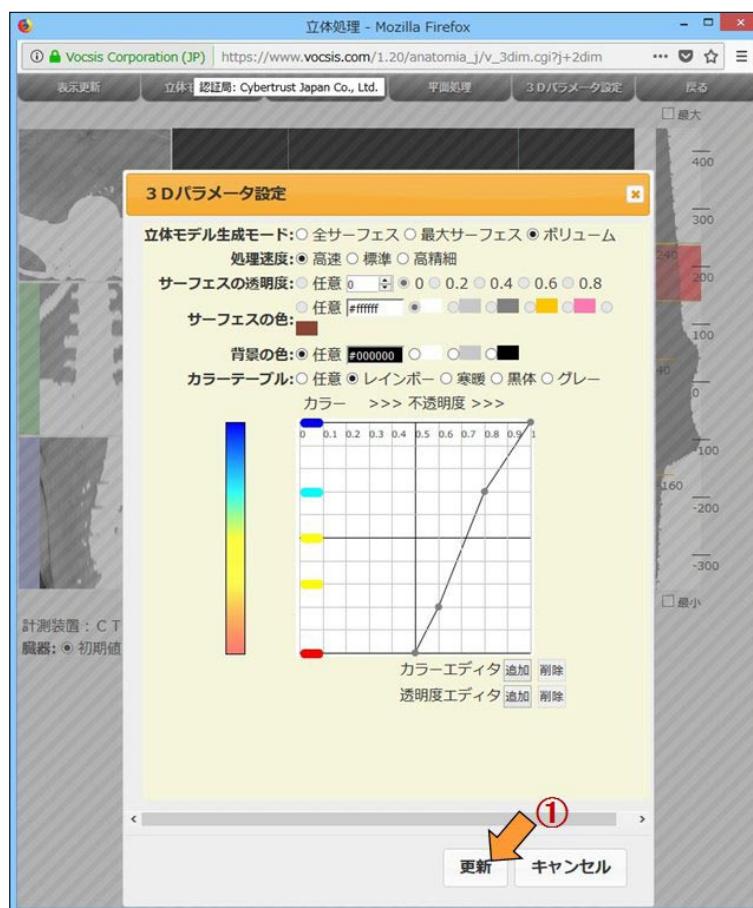 立体処理 - Mozilla Firefox
Vocsis Corporation (JP) https://www.vocsis.com/1.20/anatomia_j/v_3dim.cgi?j+2dim
表示更新 立体モ 認証局: Cybertrust Japan Co., Ltd. 平面処理 3Dパラメータ設定 戻る
最大
400
300
240
200
100
40
0
-100
-160
-200
-300
最小
3Dパラメータ設定
立体モデル生成モード: 全サーフェス 最大サーフェス ボリューム
処理速度: 高速 標準 高精細
サーフェスの透明度: 任意 0 0 0.2 0.4 0.6 0.8
サーフェスの色: 任意 #ffffff
背景の色: 任意 #000000
カラーテーブル: 任意 レインボー 寒暖 黒体 グレー
カラー >>> 不透明度 >>>
0 0.1 0.2 0.3 0.4 0.5 0.6 0.7 0.8 0.9 1
カラーエディタ 追加 削除
透明度エディタ 追加 削除
計測装置：CT
臓器: 初期値
①
更新 キャンセル